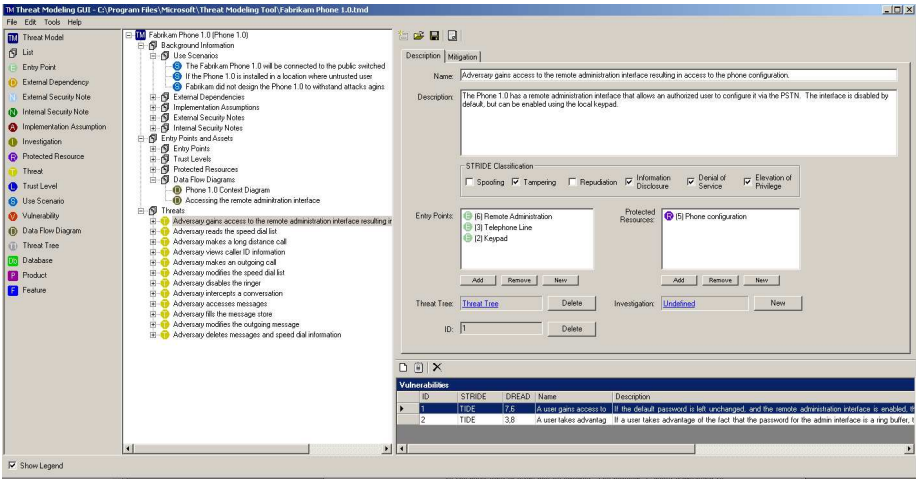 Threat Modeling GUI - C:\Program Files\Microsoft\Threat Modeling Tool\Fabrikam Phone 1.0.tmd
File Edit Tools Help
TM Threat Model
List
E Entry Point
D External Dependency
N External Security Note
N Internal Security Note
A Implementation Assumption
I Investigation
R Protected Resource
T Threat
L Trust Level
S Use Scenario
V Vulnerability
D Data Flow Diagram
Threat Tree
Db Database
P Product
F Feature
TM Fabrikam Phone 1.0 (Phone 1.0)
Background Information
Use Scenarios
S The Fabrikam Phone 1.0 will be connected to the public switched
S If the Phone 1.0 is installed in a location where untrusted user
S Fabrikam did not design the Phone 1.0 to withstand attacks agins
External Dependencies
Implementation Assumptions
External Security Notes
Internal Security Notes
Entry Points and Assets
Entry Points
Trust Levels
Protected Resources
Data Flow Diagrams
D Phone 1.0 Context Diagram
D Accessing the remote adminitration interface
Threats
T Adversary gains access to the remote administration interface resulting ir
T Adversary reads the speed dial list
T Adversary makes a long distance call
T Adversary views caller ID information
T Adversary makes an outgoing call
T Adversary modifies the speed dial list
T Adversary disables the ringer
T Adversary intercepts a conversation
T Adversary accesses messages
T Adversary fills the message store
T Adversary modifies the outgoing message
T Adversary deletes messages and speed dial information
Description Mitigation
Name: Adversary gains access to the remote administration interface resulting in access to the phone configuration.
Description: The Phone 1.0 has a remote administration interface that allows an authorized user to configure it via the PSTN. The interface is disabled by
default, but can be enabled using the local keypad.
STRIDE Classification
Spoofing Tampering Repudiation Information Disclosure Denial of Service Elevation of Privilege
Entry Points:
E (6) Remote Administration
E (3) Telephone Line
E (2) Keypad
Protected Resources:
R (5) Phone configuration
Add Remove New Add Remove New
Threat Tree: Threat Tree Delete Investigation: Undefined New
ID: 1 Delete
Vulnerabilities
ID STRIDE DREAD Name Description
1 TIDE 7,6 A user gains access to If the default password is left unchanged, and the remote administration interface is enabled, th
2 TIDE 3,8 A user takes advantag If a user takes advantage of the fact that the password for the admin interface is a ring buffer, t
Show Legend